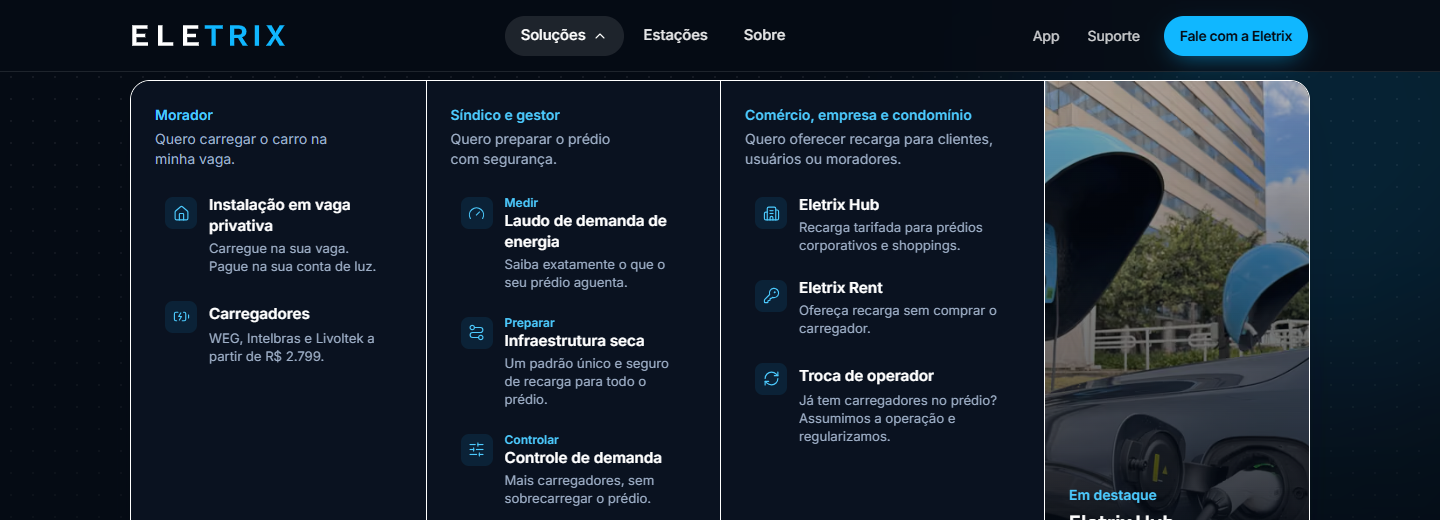 ELETRIX
Soluções
Estações
Sobre
App
Suporte
Fale com a Eletrix
Morador
Quero carregar o carro na
minha vaga.
Instalação em vaga
privativa
Carregue na sua vaga.
Pague na sua conta de luz.
Carregadores
WEG, Intelbras e Livoltek a
partir de R$ 2.799.
Síndico e gestor
Quero preparar o prédio
com segurança.
Medir
Laudo de demanda de
energia
Saiba exatamente o que o
seu prédio aguenta.
Preparar
Infraestrutura seca
Um padrão único e seguro
de recarga para todo o
prédio.
Controlar
Controle de demanda
Mais carregadores, sem
sobrecarregar o prédio.
Comércio, empresa e condomínio
Quero oferecer recarga para clientes,
usuários ou moradores.
Eletrix Hub
Recarga tarifada para prédios
corporativos e shoppings.
Eletrix Rent
Ofereça recarga sem comprar o
carregador.
Troca de operador
Já tem carregadores no prédio?
Assumimos a operação e
regularizamos.
Em destaque
Eletrix Hub